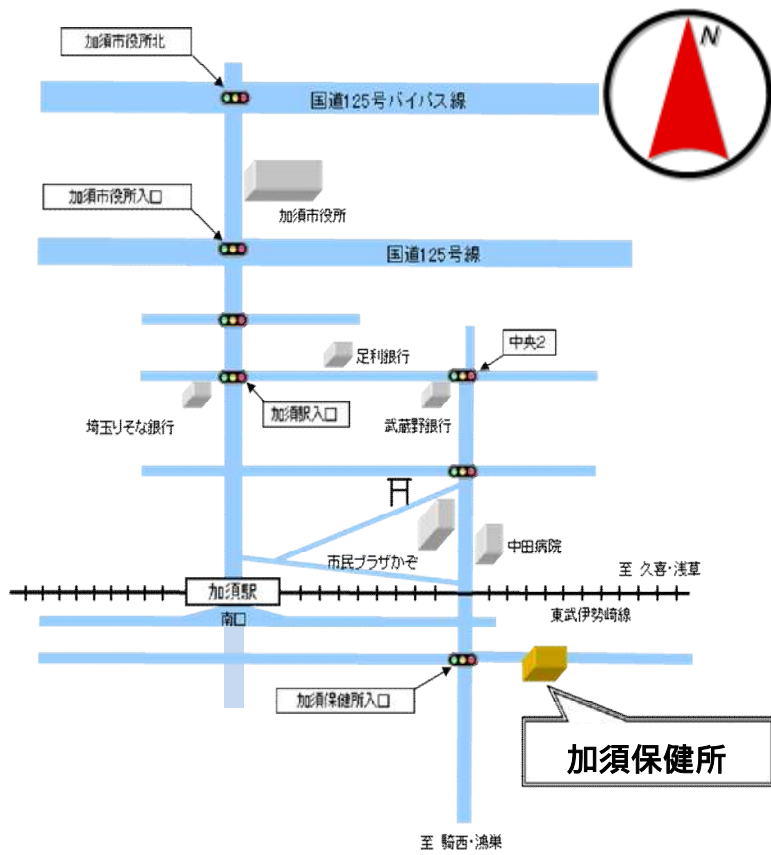 加須市役所北
N
国道125号バイパス線
加須市役所入口
加須市役所
国道125号線
中央2
足利銀行
加須駅入口
武蔵野銀行
埼玉りそな銀行
中田病院
市民プラザかぞ
至 久喜・浅草
加須駅
東武伊勢崎線
南口
加須保健所入口
加須保健所
至 騎西・鴻巣